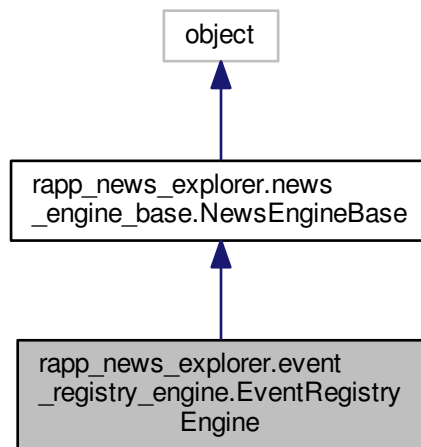 object
rapp_news_explorer.news
_engine_base.NewsEngineBase
rapp_news_explorer.event
_registry_engine.EventRegistry
Engine